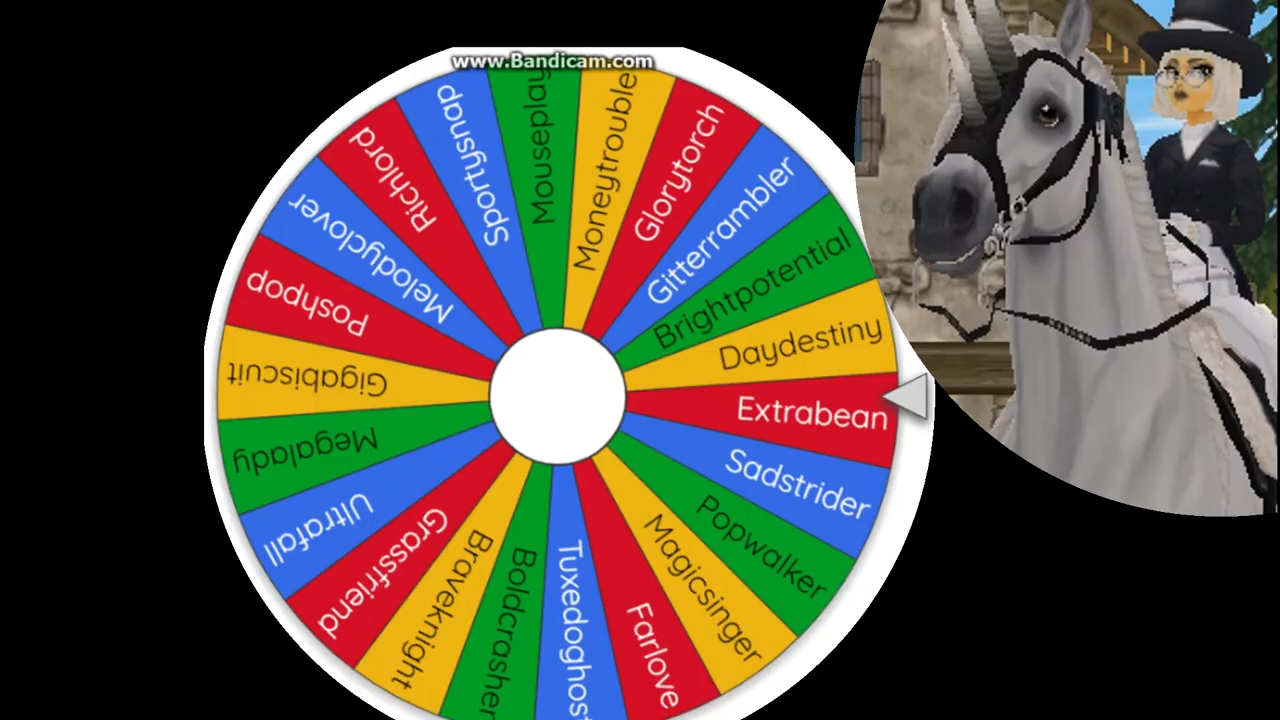 www.Bandicam.com
Mouseplay
Moneytrouble
Glorytorch
Gitterrambler
Brightpotential
Daydestiny
Extrabean
Sadstrider
Popwalker
Magicsinger
Farlove
Tuxedoghost
Boldcrasher
Braveknight
Grassfriend
Ultrafall
Megalady
Gigabiscuit
Poshpop
Melodyclover
Richlord
Sportysnap